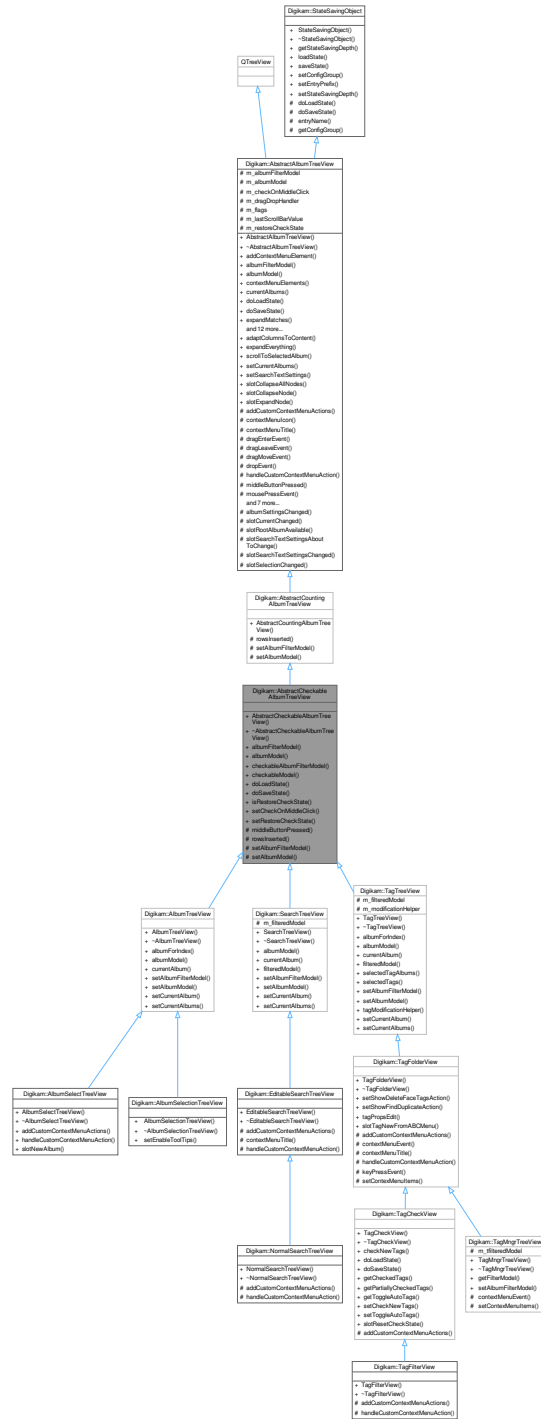 Digikam::StateSavingObject
+ StateSavingObject()
+ ~StateSavingObject()
+ getStateSavingDepth()
+ loadState()
+ saveState()
+ setConfigGroup()
+ setEntryPrefix()
+ setStateSavingDepth()
# doLoadState()
# doSaveState()
# entryName()
# getConfigGroup()
QTreeView
Digikam::AbstractAlbumTreeView
# m_albumFilterModel
# m_albumModel
# m_checkOnMiddleClick
# m_dragDropHandler
# m_flags
# m_lastScrollBarValue
# m_restoreCheckState
+ AbstractAlbumTreeView()
+ ~AbstractAlbumTreeView()
+ addContextMenuElement()
+ albumFilterModel()
+ albumModel()
+ contextMenuElements()
+ currentAlbums()
+ doLoadState()
+ doSaveState()
+ expandMatches()
and 12 more...
+ adaptColumnsToContent()
+ expandEverything()
+ scrollToSelectedAlbum()
+ setCurrentAlbums()
+ setSearchTextSettings()
+ slotCollapseAllNodes()
+ slotCollapseNode()
+ slotExpandNode()
# addCustomContextMenuActions()
# contextMenuIcon()
# contextMenuTitle()
# dragEnterEvent()
# dragLeaveEvent()
# dragMoveEvent()
# dropEvent()
# handleCustomContextMenuAction()
# middleButtonPressed()
# mousePressEvent()
and 7 more...
# albumSettingsChanged()
# slotCurrentChanged()
# slotRootAlbumAvailable()
# slotSearchTextSettingsAbout
ToChange()
# slotSearchTextSettingsChanged()
# slotSelectionChanged()
Digikam::AbstractCounting
AlbumTreeView
+ AbstractCountingAlbumTree
View()
# rowsInserted()
# setAlbumFilterModel()
# setAlbumModel()
Digikam::AbstractCheckable
AlbumTreeView
+ AbstractCheckableAlbumTree
View()
+ ~AbstractCheckableAlbumTree
View()
+ albumFilterModel()
+ albumModel()
+ checkableAlbumFilterModel()
+ checkableModel()
+ doLoadState()
+ doSaveState()
+ isRestoreCheckState()
+ setCheckOnMiddleClick()
+ setRestoreCheckState()
# middleButtonPressed()
# rowsInserted()
# setAlbumFilterModel()
# setAlbumModel()
Digikam::AlbumTreeView
+ AlbumTreeView()
+ ~AlbumTreeView()
+ albumForIndex()
+ albumModel()
+ currentAlbum()
+ setAlbumFilterModel()
+ setAlbumModel()
+ setCurrentAlbum()
+ setCurrentAlbums()
Digikam::SearchTreeView
# m_filteredModel
+ SearchTreeView()
+ ~SearchTreeView()
+ albumModel()
+ currentAlbum()
+ filteredModel()
+ setAlbumFilterModel()
+ setAlbumModel()
+ setCurrentAlbum()
+ setCurrentAlbums()
Digikam::TagTreeView
# m_filteredModel
# m_modificationHelper
+ TagTreeView()
+ ~TagTreeView()
+ albumForIndex()
+ albumModel()
+ currentAlbum()
+ filteredModel()
+ selectedTagAlbums()
+ selectedTags()
+ setAlbumFilterModel()
+ setAlbumModel()
+ tagModificationHelper()
+ setCurrentAlbum()
+ setCurrentAlbums()
Digikam::AlbumSelectTreeView
+ AlbumSelectTreeView()
+ ~AlbumSelectTreeView()
+ addCustomContextMenuActions()
+ handleCustomContextMenuAction()
+ slotNewAlbum()
Digikam::AlbumSelectionTreeView
+ AlbumSelectionTreeView()
+ ~AlbumSelectionTreeView()
+ setEnableToolTips()
Digikam::EditableSearchTreeView
+ EditableSearchTreeView()
+ ~EditableSearchTreeView()
# addCustomContextMenuActions()
# contextMenuTitle()
# handleCustomContextMenuAction()
Digikam::TagFolderView
+ TagFolderView()
+ ~TagFolderView()
+ setShowDeleteFaceTagsAction()
+ setShowFindDuplicateAction()
+ tagPropsEdit()
+ slotTagNewFromABCMenu()
# addCustomContextMenuActions()
# contextMenuEvent()
# contextMenuTitle()
# handleCustomContextMenuAction()
# keyPressEvent()
# setContexMenuItems()
Digikam::NormalSearchTreeView
+ NormalSearchTreeView()
+ ~NormalSearchTreeView()
# addCustomContextMenuActions()
# handleCustomContextMenuAction()
Digikam::TagCheckView
+ TagCheckView()
+ ~TagCheckView()
+ checkNewTags()
+ doLoadState()
+ doSaveState()
+ getCheckedTags()
+ getPartiallyCheckedTags()
+ getToggleAutoTags()
+ setCheckNewTags()
+ setToggleAutoTags()
+ slotResetCheckState()
# addCustomContextMenuActions()
Digikam::TagMngrTreeView
# m_tfilteredModel
+ TagMngrTreeView()
+ ~TagMngrTreeView()
+ getFilterModel()
+ setAlbumFilterModel()
# contextMenuEvent()
# setContexMenuItems()
Digikam::TagFilterView
+ TagFilterView()
+ ~TagFilterView()
# addCustomContextMenuActions()
# handleCustomContextMenuAction()